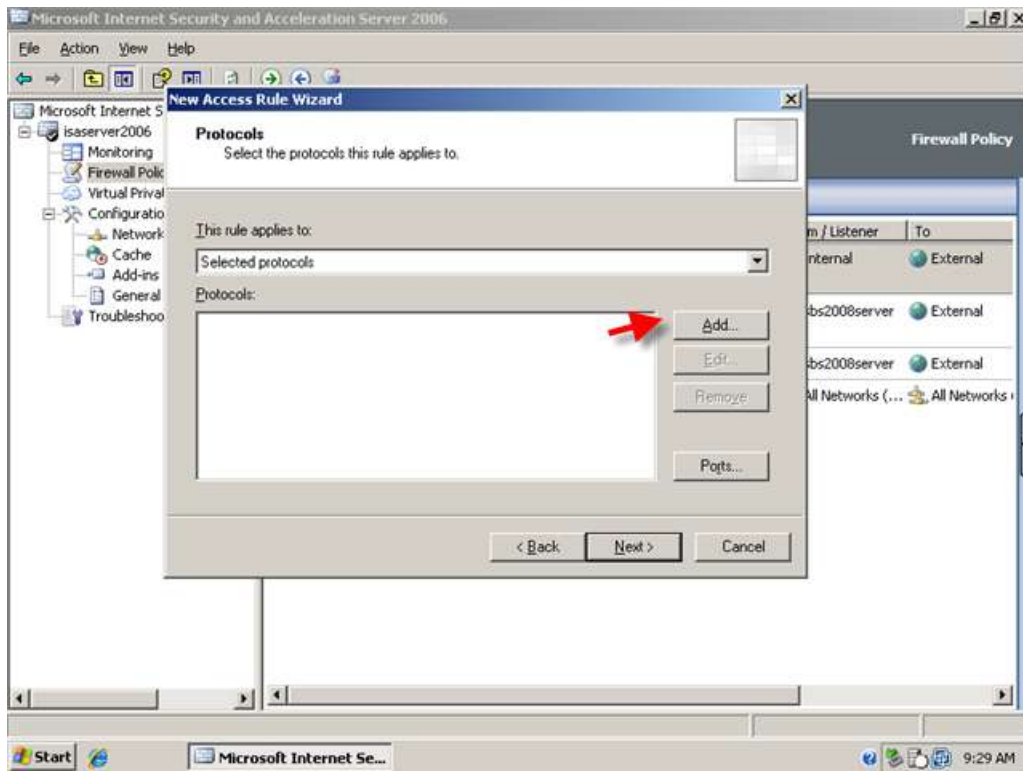 Microsoft Internet Security and Acceleration Server 2006
File Action View Help
Microsoft Internet S
isaserver2006
Monitoring
Firewall Polic
Virtual Prival
Configuratio
Network
Cache
Add-ins
General
Troubleshoo
New Access Rule Wizard
Protocols
Select the protocols this rule applies to.
This rule applies to:
Selected protocols
Protocols:
Add...
Edit...
Remove
Ports...
< Back Next > Cancel
Firewall Policy
m / Listener To
nternal External
sbs2008server External
sbs2008server External
All Networks (... All Networks
Start Microsoft Internet Se... 9:29 AM